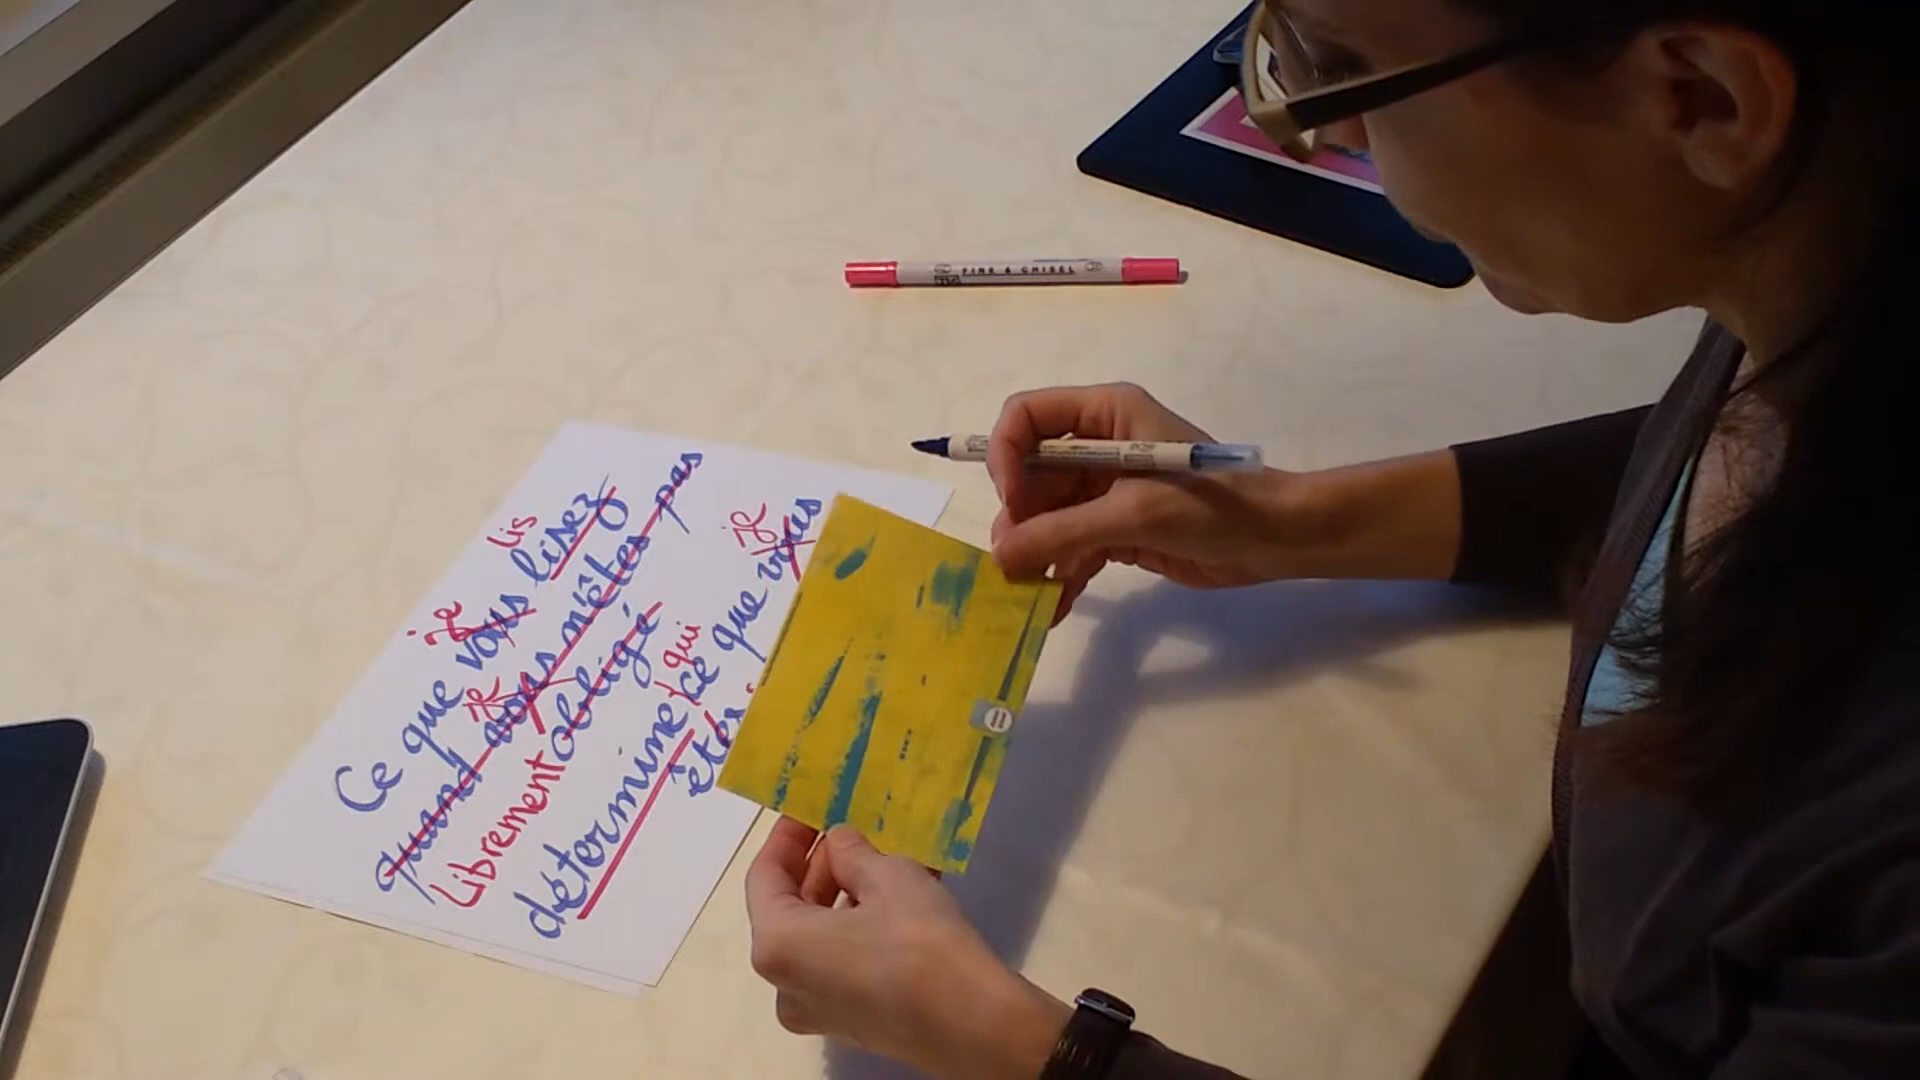 lis
je
Ce que vous lisez
je
quand vous n'êtes pas
Librement obligé
qui je
détermine ce que vous
êtes
FINE & CHISEL